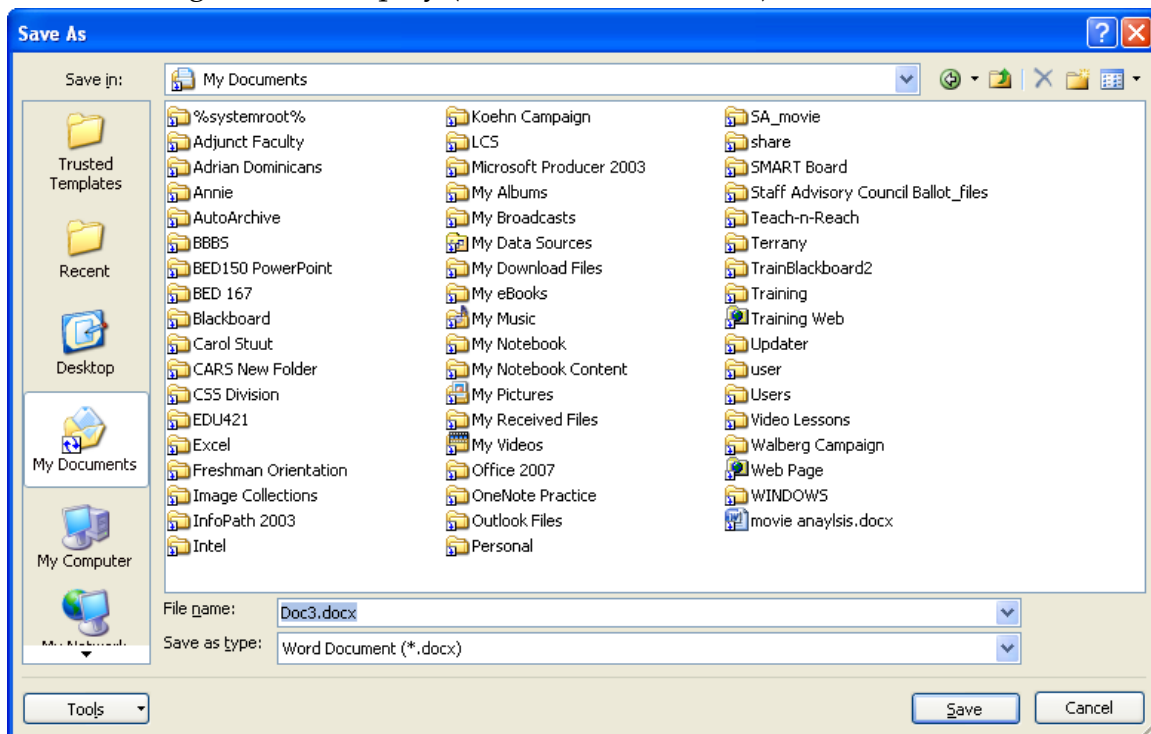 Save As
Save in:
My Documents
Trusted Templates
Recent
Desktop
My Documents
My Computer
%systemroot%
Adjunct Faculty
Adrian Dominicans
Annie
AutoArchive
BBBS
BED150 PowerPoint
BED 167
Blackboard
Carol Stuut
CARS New Folder
CSS Division
EDU421
Excel
Freshman Orientation
Image Collections
InfoPath 2003
Intel
Koehn Campaign
LCS
Microsoft Producer 2003
My Albums
My Broadcasts
My Data Sources
My Download Files
My eBooks
My Music
My Notebook
My Notebook Content
My Pictures
My Received Files
My Videos
Office 2007
OneNote Practice
Outlook Files
Personal
SA_movie
share
SMART Board
Staff Advisory Council Ballot_files
Teach-n-Reach
Terrany
TrainBlackboard2
Training
Training Web
Updater
user
Users
Video Lessons
Walberg Campaign
Web Page
WINDOWS
movie anaylsis.docx
File name:
Doc3.docx
Save as type:
Word Document (*.docx)
Tools
Save
Cancel